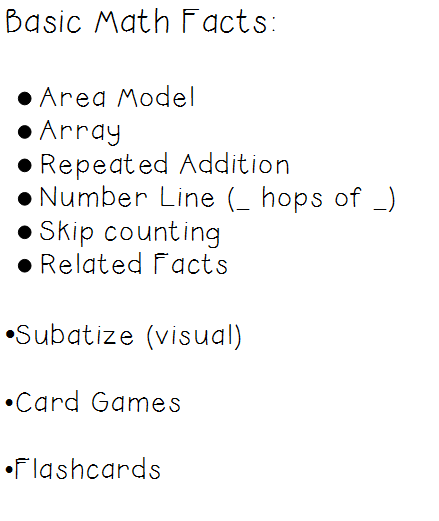 Basic Math Facts:
● Area Model
● Array
● Repeated Addition
● Number Line (_ hops of _)
● Skip counting
● Related Facts
•Subatize (visual)
•Card Games
•Flashcards